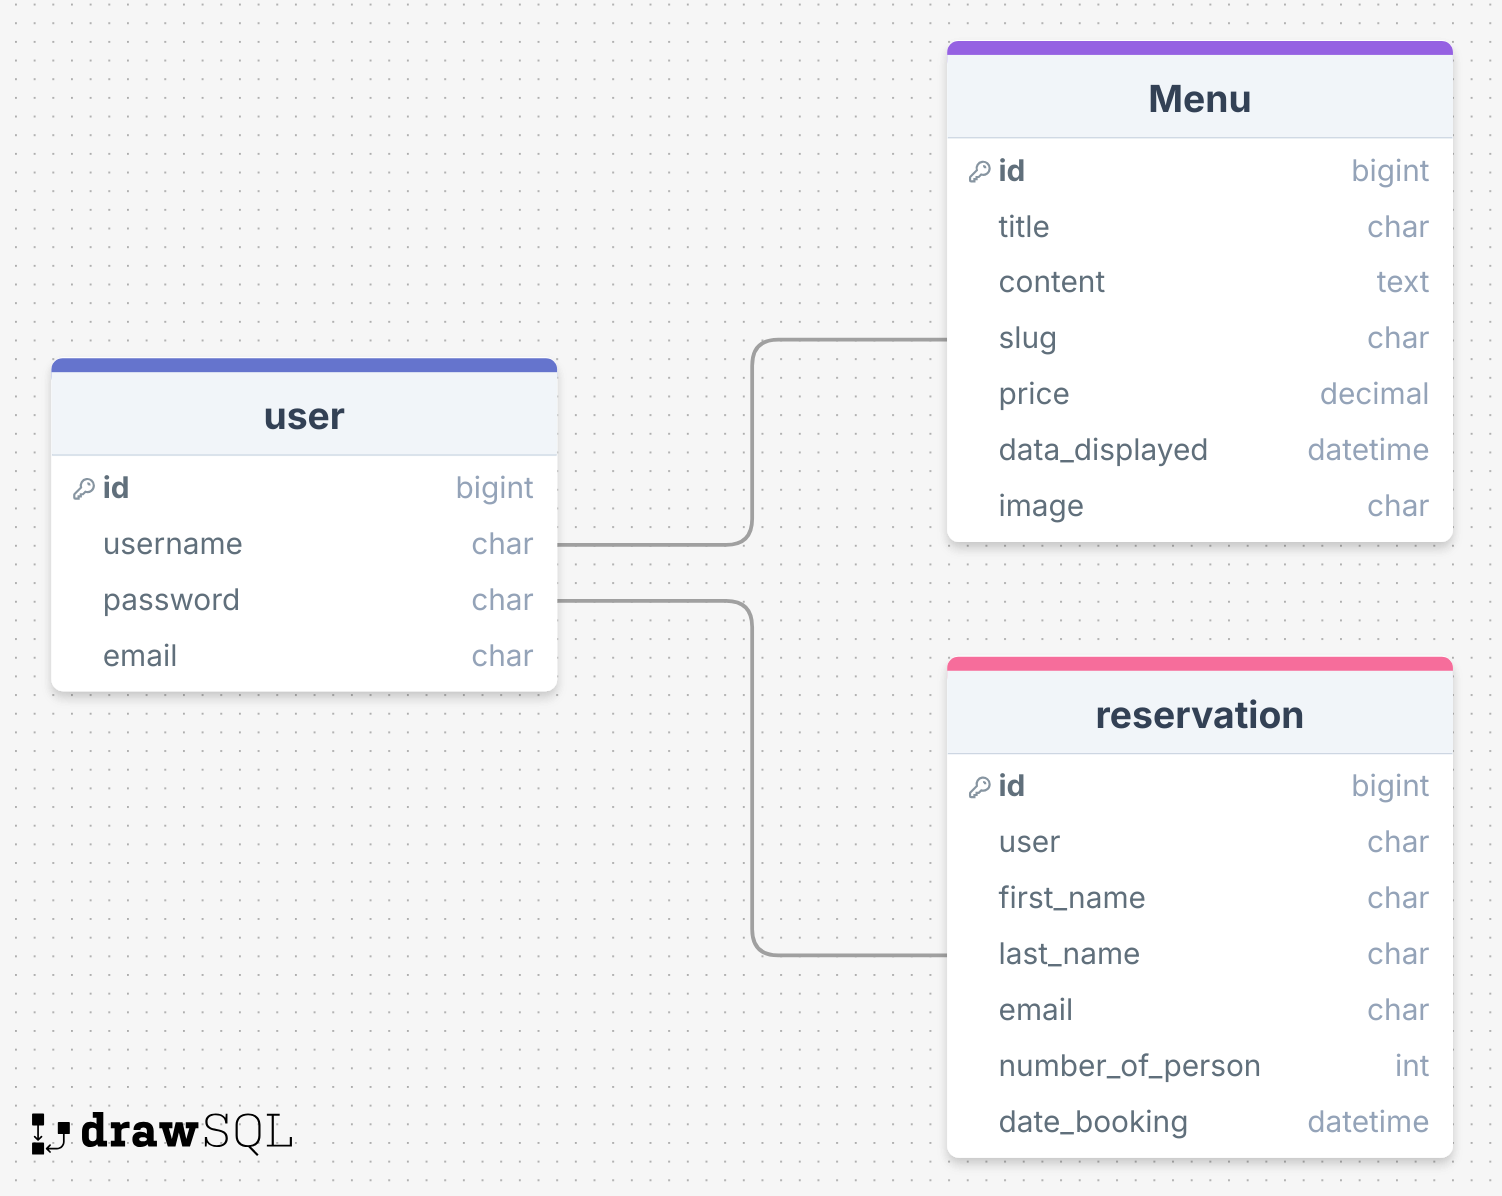 Menu
id bigint
title char
content text
slug char
price decimal
data_displayed datetime
image char
user
id bigint
username char
password char
email char
reservation
id bigint
user char
first_name char
last_name char
email char
number_of_person int
date_booking datetime
drawSQL